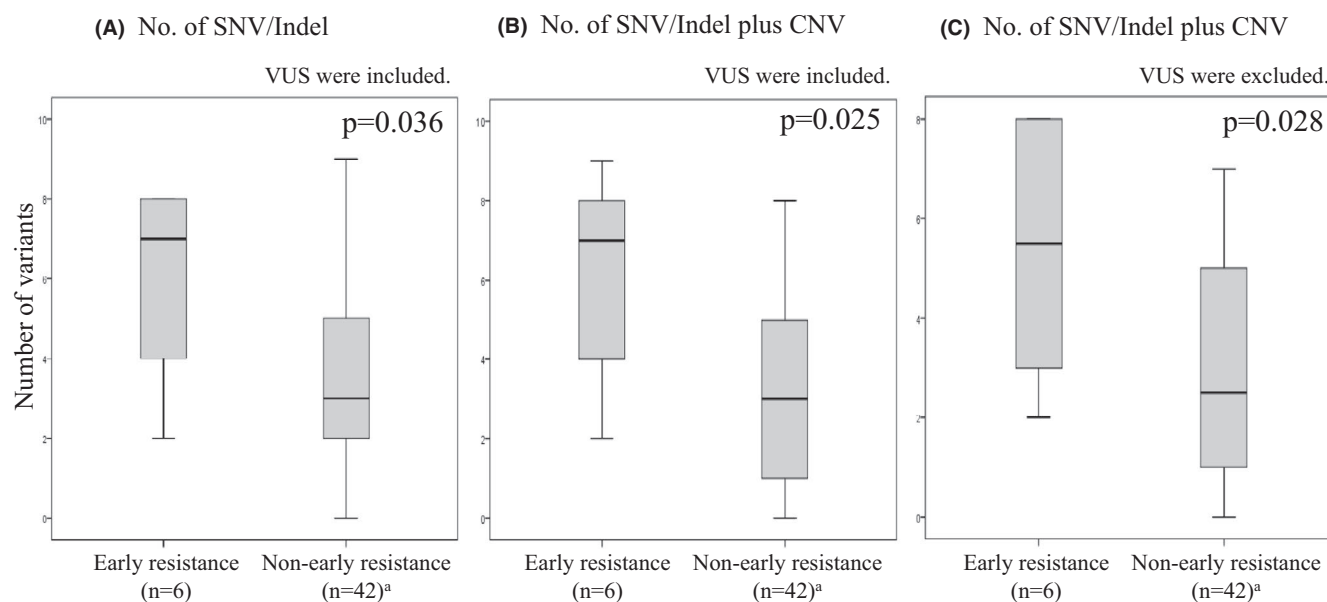 (A) No. of SNV/Indel
VUS were included.
p=0.036
10
8
6
4
2
0
Number of variants
Early resistance
(n=6)
Non-early resistance
(n=42)ᵃ
(B) No. of SNV/Indel plus CNV
VUS were included.
p=0.025
10
8
6
4
2
0
Early resistance
(n=6)
Non-early resistance
(n=42)ᵃ
(C) No. of SNV/Indel plus CNV
VUS were excluded.
p=0.028
8
6
4
2
0
Early resistance
(n=6)
Non-early resistance
(n=42)ᵃ